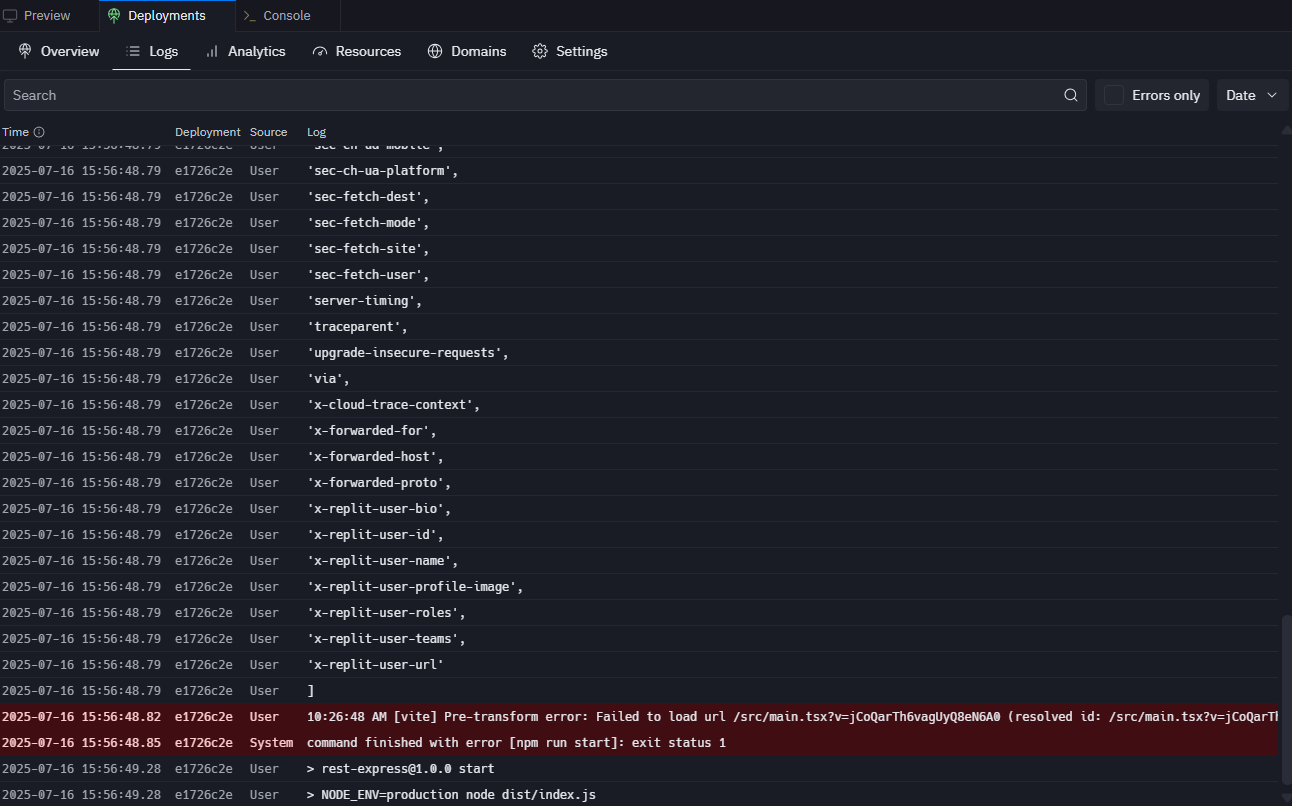 Preview Deployments Console
Overview Logs Analytics Resources Domains Settings
Search Errors only Date
Time Deployment Source Log
2025-07-16 15:56:48.79 e1726c2e User 'sec-ch-ua-mobile',
2025-07-16 15:56:48.79 e1726c2e User 'sec-ch-ua-platform',
2025-07-16 15:56:48.79 e1726c2e User 'sec-fetch-dest',
2025-07-16 15:56:48.79 e1726c2e User 'sec-fetch-mode',
2025-07-16 15:56:48.79 e1726c2e User 'sec-fetch-site',
2025-07-16 15:56:48.79 e1726c2e User 'sec-fetch-user',
2025-07-16 15:56:48.79 e1726c2e User 'server-timing',
2025-07-16 15:56:48.79 e1726c2e User 'traceparent',
2025-07-16 15:56:48.79 e1726c2e User 'upgrade-insecure-requests',
2025-07-16 15:56:48.79 e1726c2e User 'via',
2025-07-16 15:56:48.79 e1726c2e User 'x-cloud-trace-context',
2025-07-16 15:56:48.79 e1726c2e User 'x-forwarded-for',
2025-07-16 15:56:48.79 e1726c2e User 'x-forwarded-host',
2025-07-16 15:56:48.79 e1726c2e User 'x-forwarded-proto',
2025-07-16 15:56:48.79 e1726c2e User 'x-replit-user-bio',
2025-07-16 15:56:48.79 e1726c2e User 'x-replit-user-id',
2025-07-16 15:56:48.79 e1726c2e User 'x-replit-user-name',
2025-07-16 15:56:48.79 e1726c2e User 'x-replit-user-profile-image',
2025-07-16 15:56:48.79 e1726c2e User 'x-replit-user-roles',
2025-07-16 15:56:48.79 e1726c2e User 'x-replit-user-teams',
2025-07-16 15:56:48.79 e1726c2e User 'x-replit-user-url'
2025-07-16 15:56:48.79 e1726c2e User ]
2025-07-16 15:56:48.82 e1726c2e User 10:26:48 AM [vite] Pre-transform error: Failed to load url /src/main.tsx?v=jCoQarTh6vagUyQ8eN6A0 (resolved id: /src/main.tsx?v=jCoQarTh
2025-07-16 15:56:48.85 e1726c2e System command finished with error [npm run start]: exit status 1
2025-07-16 15:56:49.28 e1726c2e User > rest-express@1.0.0 start
2025-07-16 15:56:49.28 e1726c2e User > NODE_ENV=production node dist/index.js